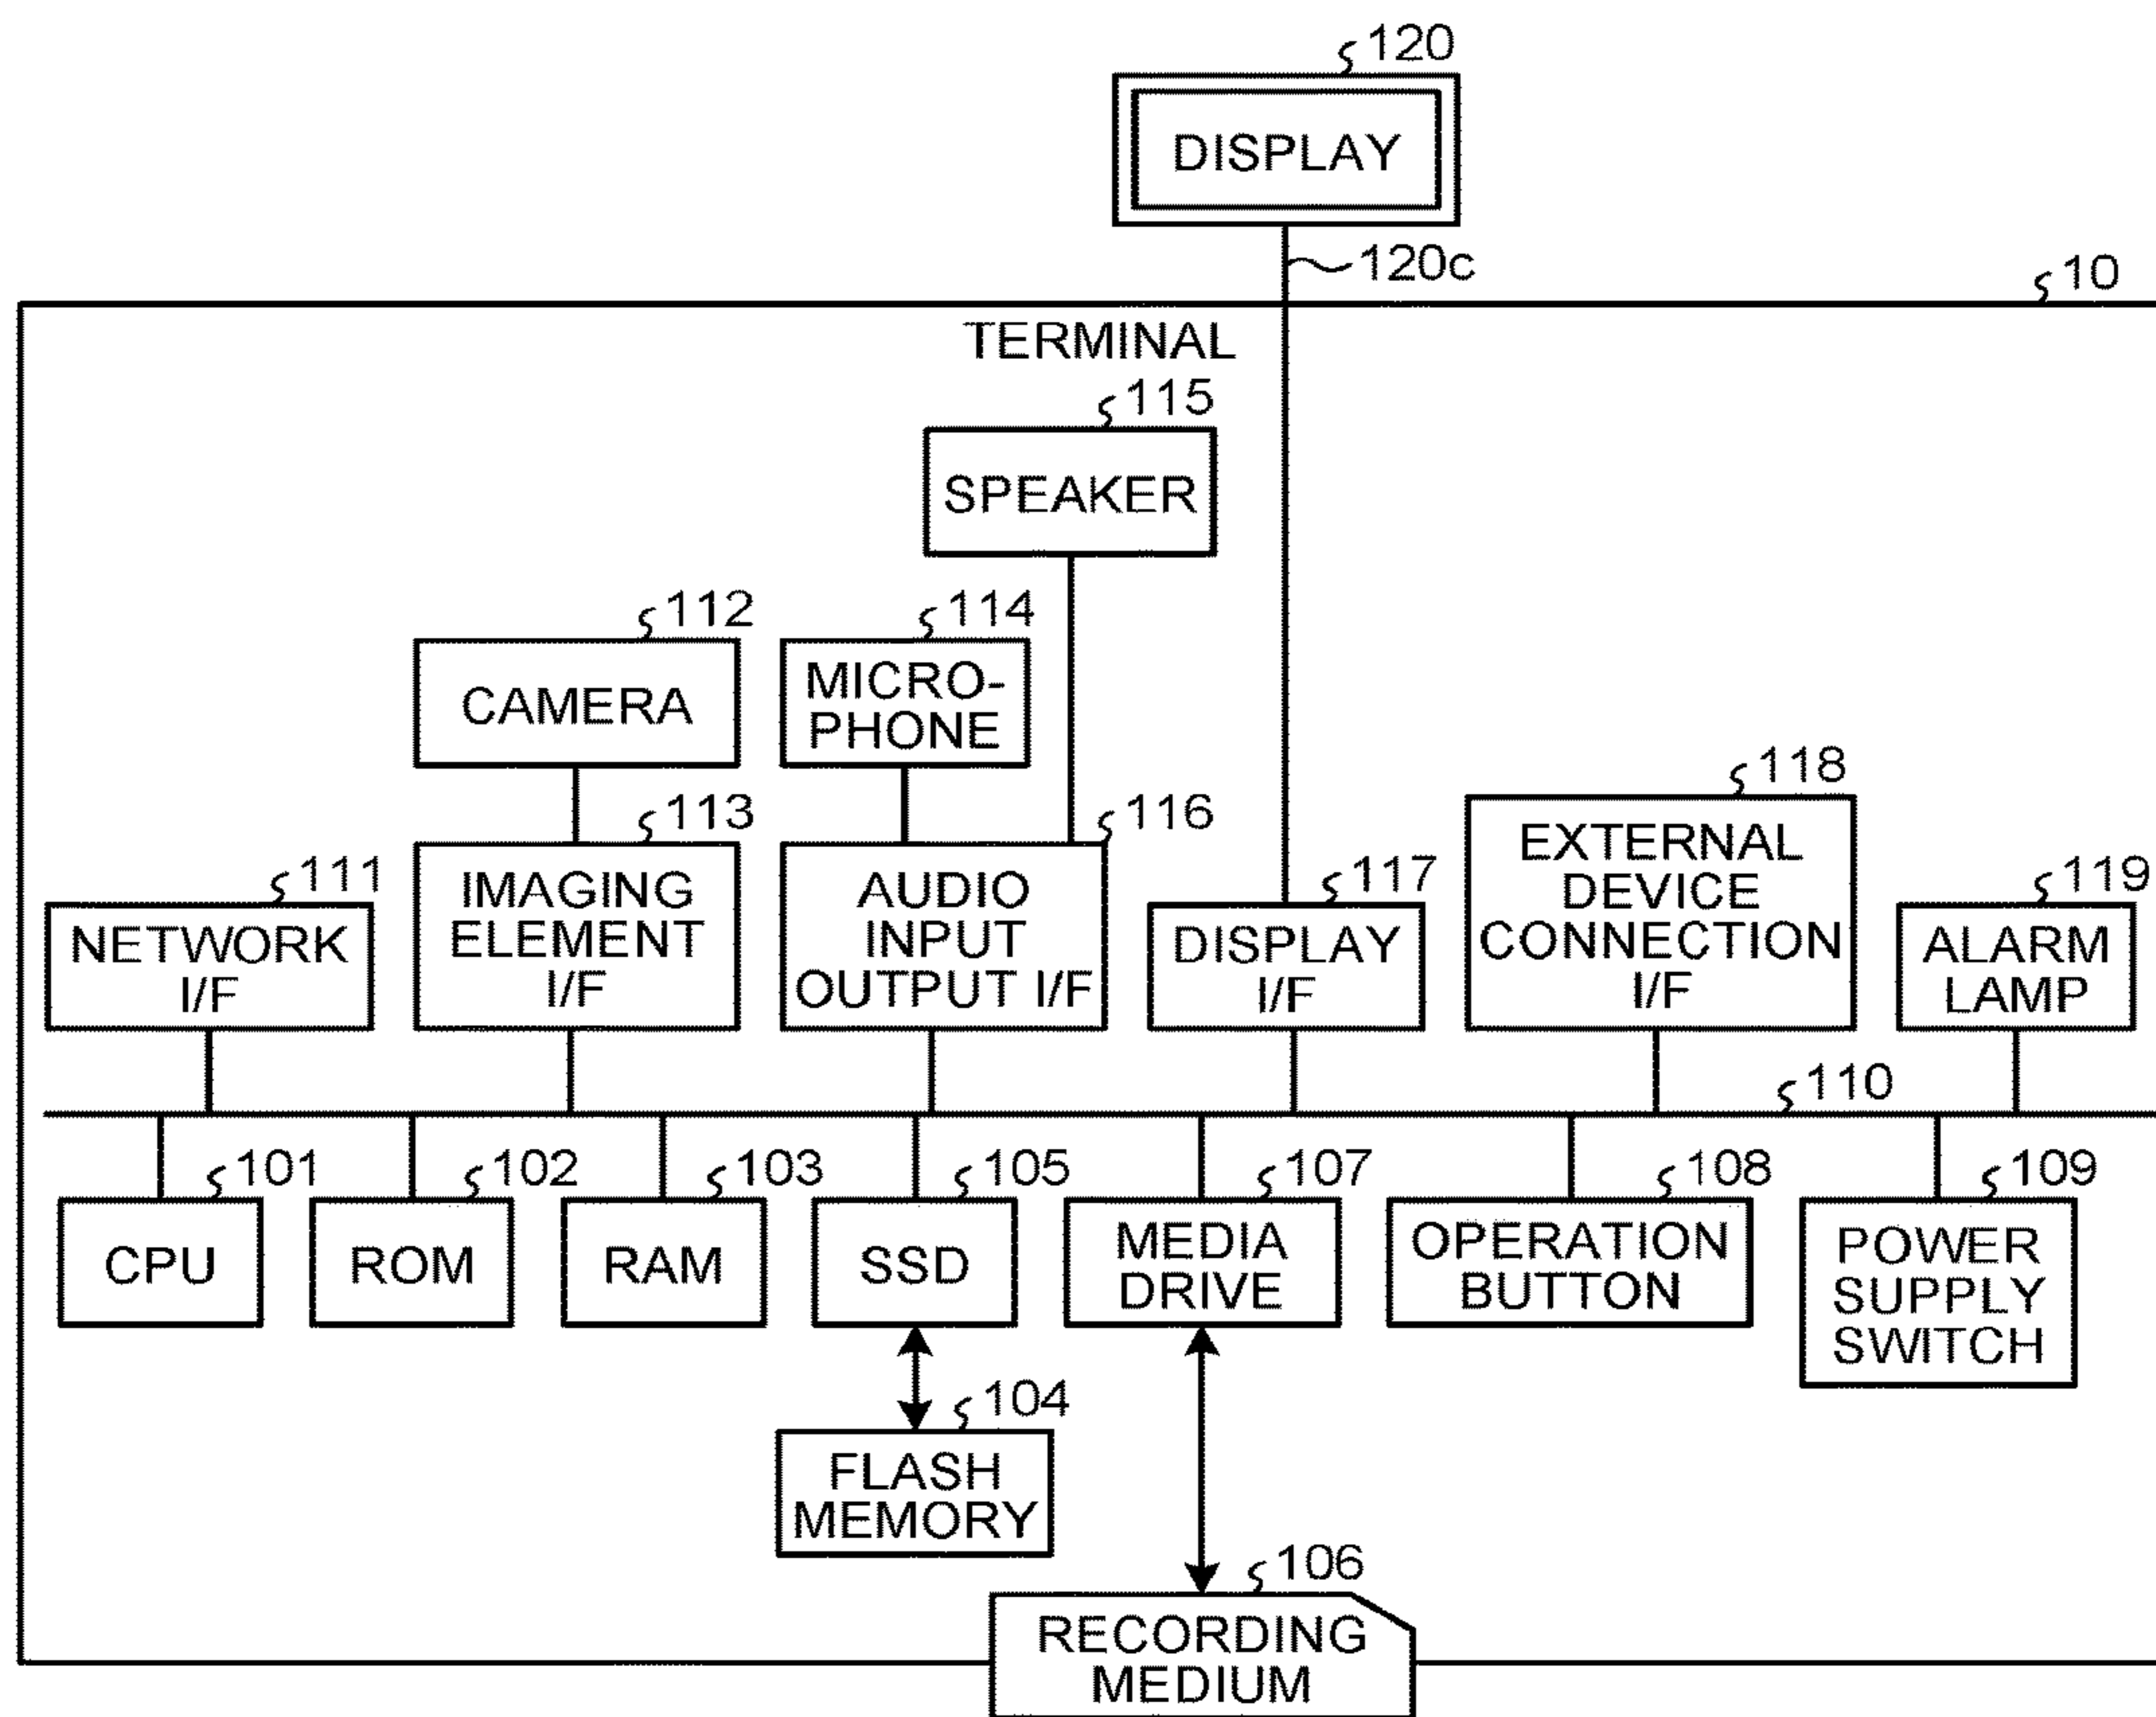 120
DISPLAY
120c
10
TERMINAL
115
SPEAKER
112
CAMERA
114
MICRO-
PHONE
111
NETWORK
I/F
113
IMAGING
ELEMENT
I/F
116
AUDIO
INPUT
OUTPUT I/F
117
DISPLAY
I/F
118
EXTERNAL
DEVICE
CONNECTION
I/F
119
ALARM
LAMP
110
101
CPU
102
ROM
103
RAM
105
SSD
107
MEDIA
DRIVE
108
OPERATION
BUTTON
109
POWER
SUPPLY
SWITCH
104
FLASH
MEMORY
106
RECORDING
MEDIUM